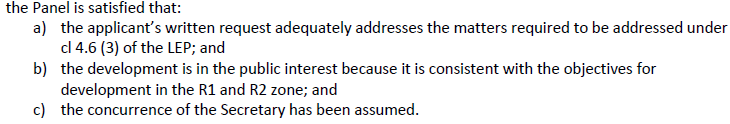 the Panel is satisfied that:
a) the applicant's written request adequately addresses the matters required to be addressed under
cl 4.6 (3) of the LEP; and
b) the development is in the public interest because it is consistent with the objectives for
development in the R1 and R2 zone; and
c) the concurrence of the Secretary has been assumed.